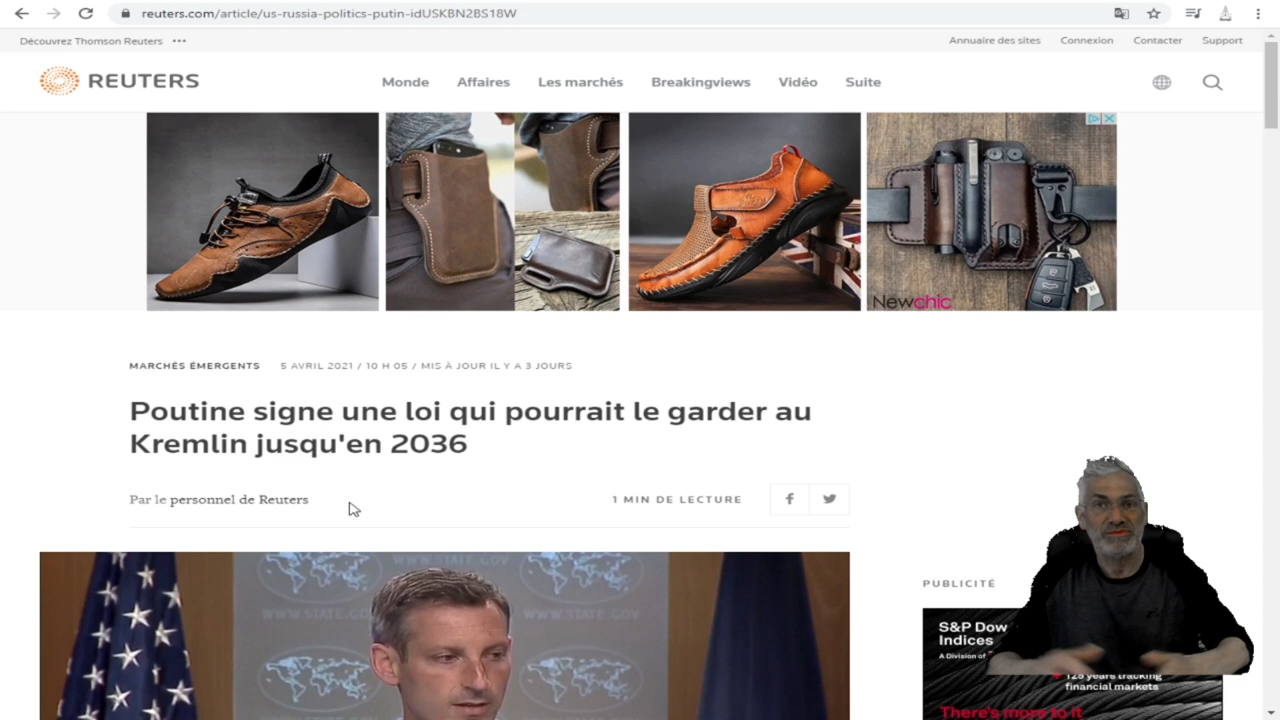 reuters.com/article/us-russia-politics-putin-idUSKBN2BS18W
Découvrez Thomson Reuters
Annuaire des sites Connexion Contacter Support
REUTERS
Monde Affaires Les marchés Breakingviews Vidéo Suite
Newchic
MARCHÉS ÉMERGENTS 5 AVRIL 2021 / 10 H 05 / MIS À JOUR IL Y A 3 JOURS
Poutine signe une loi qui pourrait le garder au
Kremlin jusqu'en 2036
Par le personnel de Reuters
1 MIN DE LECTURE
WWW.STATE.GOV
WWW.STATE.GOV
PUBLICITÉ
S&P Dow
Indices
A Division of
125 years tracking
financial markets
There's more to it